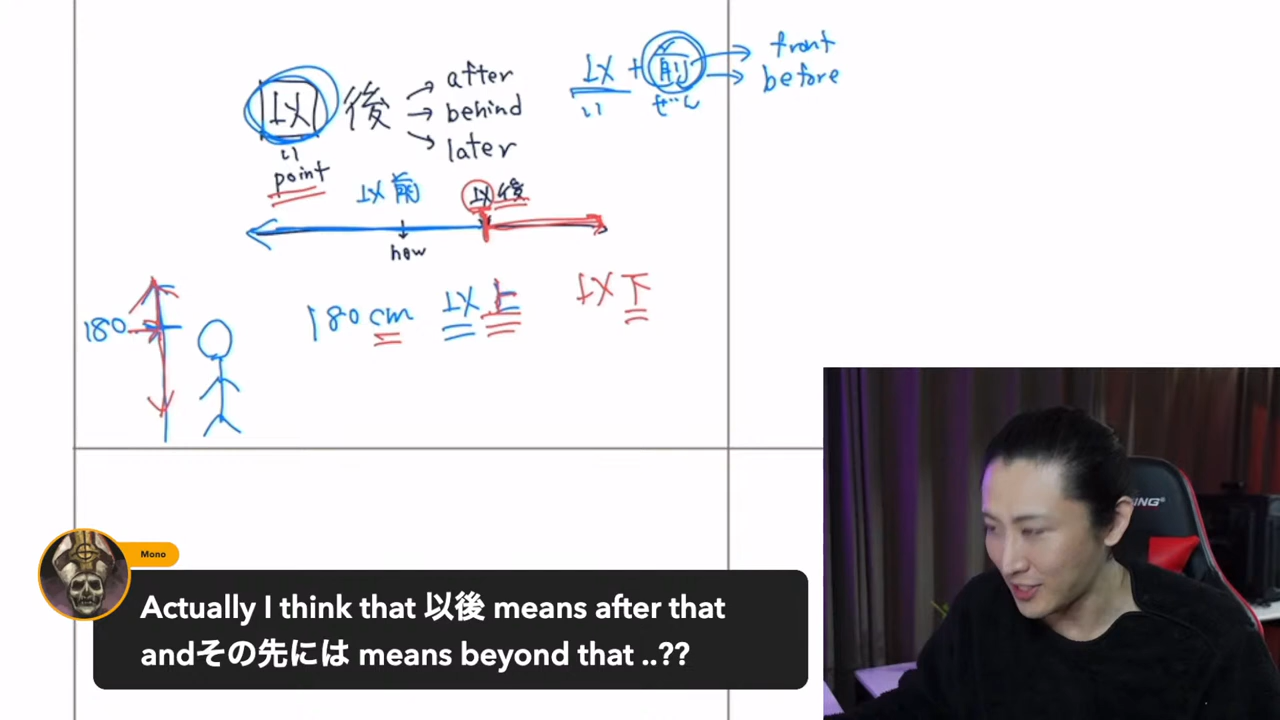 以後
after
behind
later
い
point
以 + 前
い ぜん
front
before
以前
以後
now
180
180 cm 以上
以下
NG®
Mono
Actually I think that 以後 means after that
andその先には means beyond that ..??